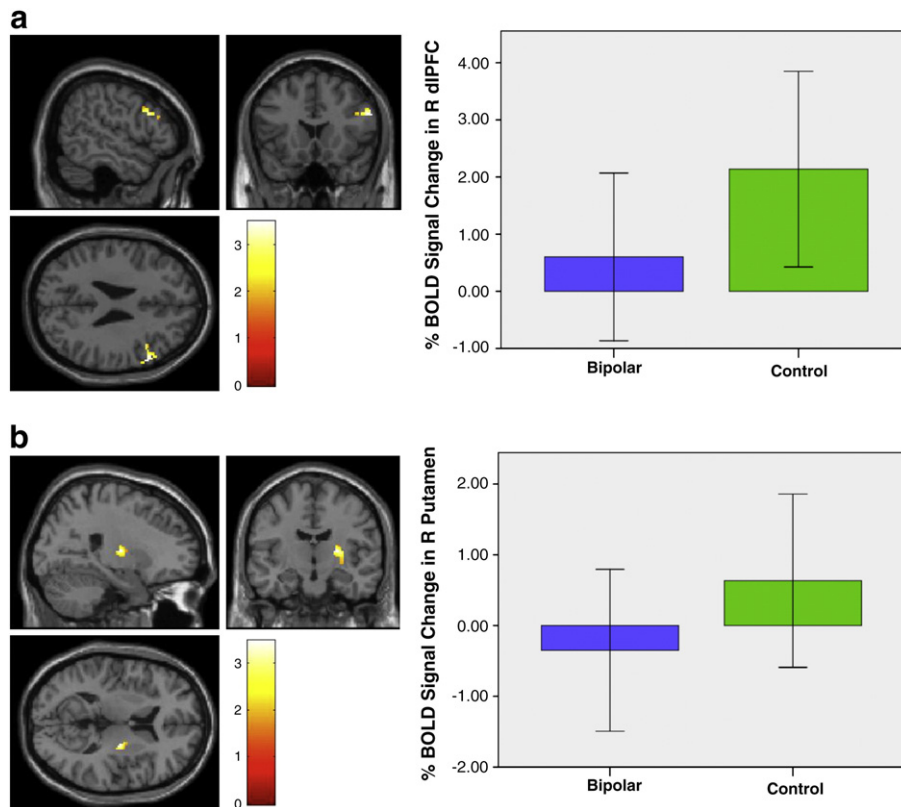 a
% BOLD Signal Change in R dlPFC
4.00
3.00
2.00
1.00
0.00
-1.00
Bipolar
Control
3
2
1
0
b
% BOLD Signal Change in R Putamen
2.00
1.00
0.00
-1.00
-2.00
Bipolar
Control
3
2
1
0